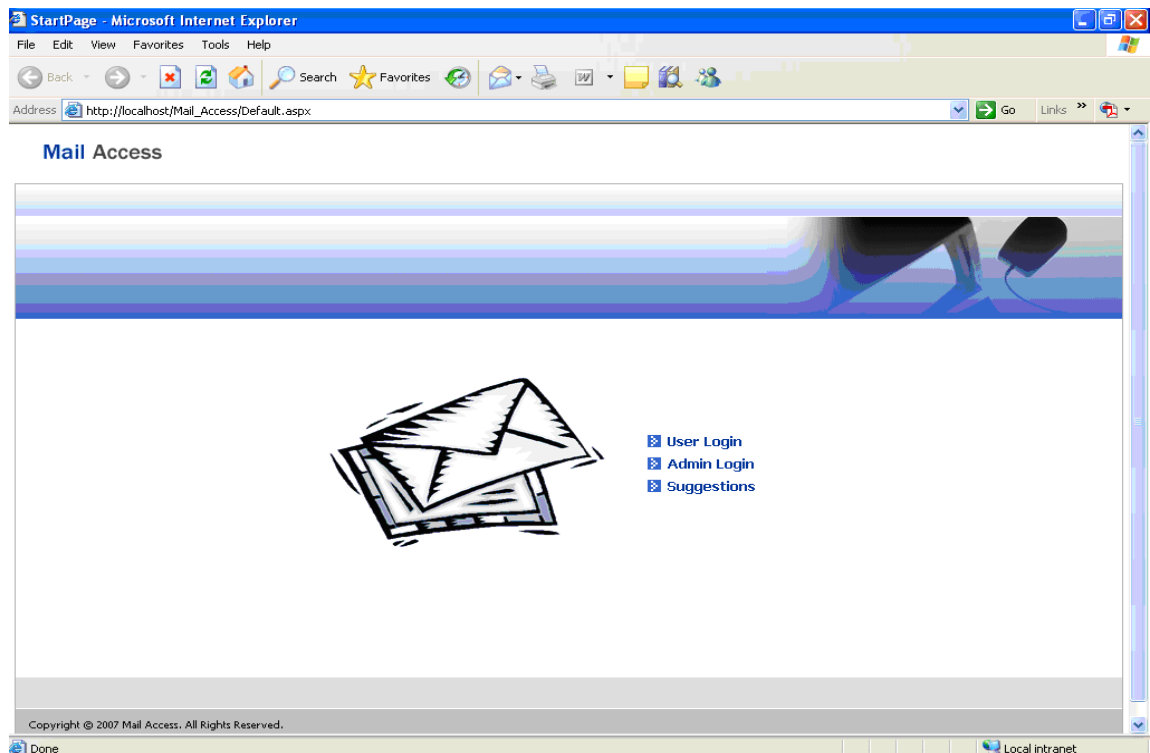 StartPage - Microsoft Internet Explorer
File Edit View Favorites Tools Help
Back Search Favorites
Address http://localhost/Mail_Access/Default.aspx Go Links »
Mail Access
User Login
Admin Login
Suggestions
Copyright © 2007 Mail Access. All Rights Reserved.
Done Local intranet